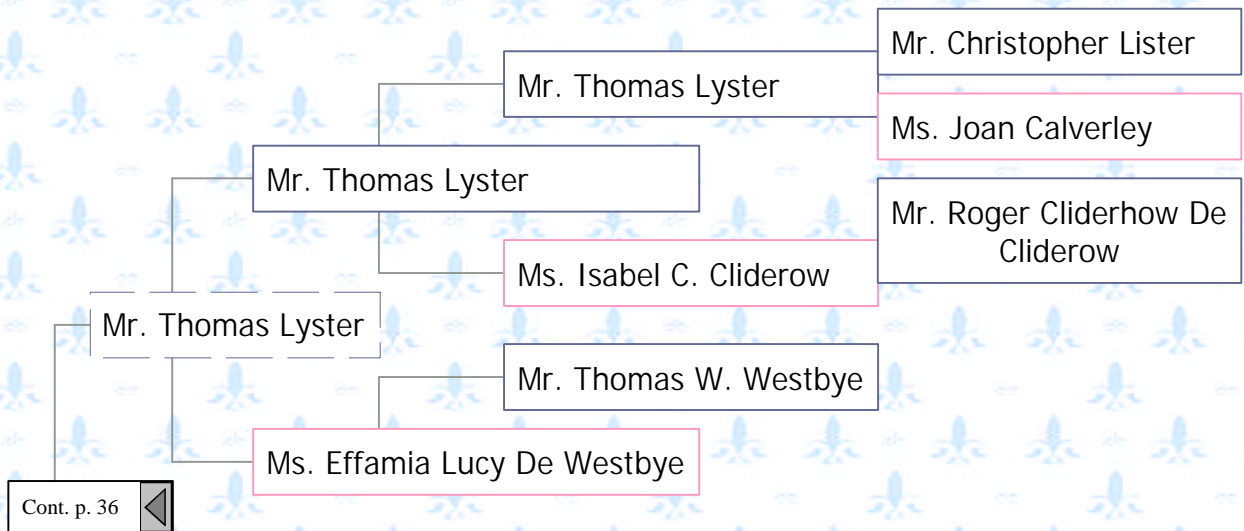 Mr. Christopher Lister
Mr. Thomas Lyster
Ms. Joan Calverley
Mr. Thomas Lyster
Mr. Roger Cliderhow De
Cliderow
Ms. Isabel C. Cliderow
Mr. Thomas Lyster
Mr. Thomas W. Westbye
Ms. Effamia Lucy De Westbye
Cont. p. 36